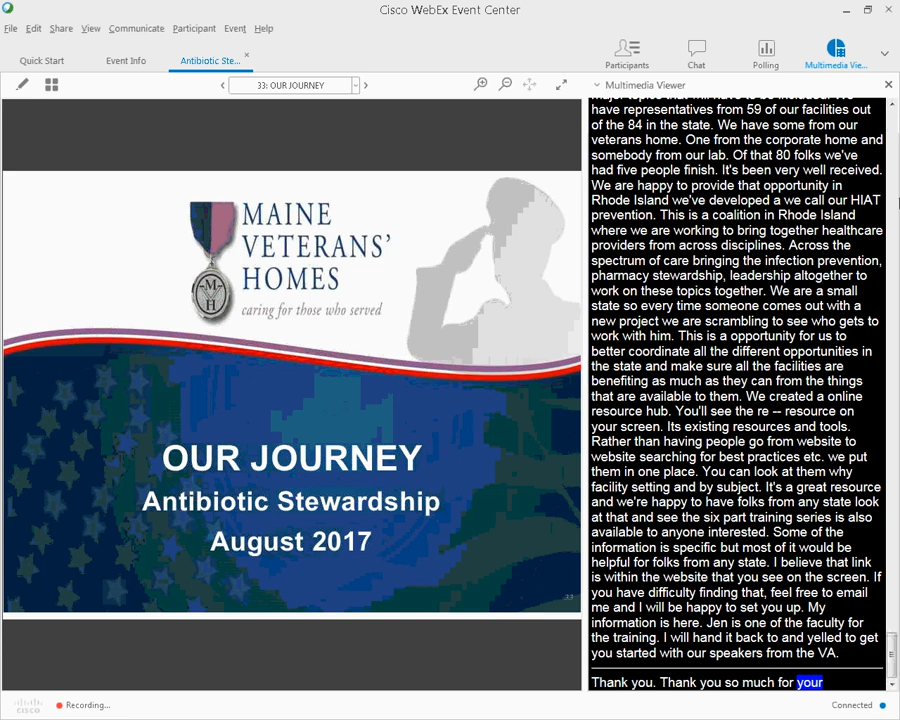 Cisco WebEx Event Center
File Edit Share View Communicate Participant Event Help
Quick Start Event Info Antibiotic Ste... ×
Participants Chat Polling Multimedia Vie...
33: OUR JOURNEY
Multimedia Viewer
MAINE
VETERANS'
HOMES
caring for those who served
M
V H
OUR JOURNEY
Antibiotic Stewardship
August 2017
33
have representatives from 59 of our facilities out
of the 84 in the state. We have some from our
veterans home. One from the corporate home and
somebody from our lab. Of that 80 folks we've
had five people finish. It's been very well received.
We are happy to provide that opportunity in
Rhode Island we've developed a we call our HIAT
prevention. This is a coalition in Rhode Island
where we are working to bring together healthcare
providers from across disciplines. Across the
spectrum of care bringing the infection prevention,
pharmacy stewardship, leadership altogether to
work on these topics together. We are a small
state so every time someone comes out with a
new project we are scrambling to see who gets to
work with him. This is a opportunity for us to
better coordinate all the different opportunities in
the state and make sure all the facilities are
benefiting as much as they can from the things
that are available to them. We created a online
resource hub. You'll see the re -- resource on
your screen. Its existing resources and tools.
Rather than having people go from website to
website searching for best practices etc. we put
them in one place. You can look at them why
facility setting and by subject. It's a great resource
and we're happy to have folks from any state look
at that and see the six part training series is also
available to anyone interested. Some of the
information is specific but most of it would be
helpful for folks from any state. I believe that link
is within the website that you see on the screen. If
you have difficulty finding that, feel free to email
me and I will be happy to set you up. My
information is here. Jen is one of the faculty for
the training. I will hand it back to and yelled to get
you started with our speakers from the VA.
Thank you. Thank you so much for your
cisco Recording... Connected